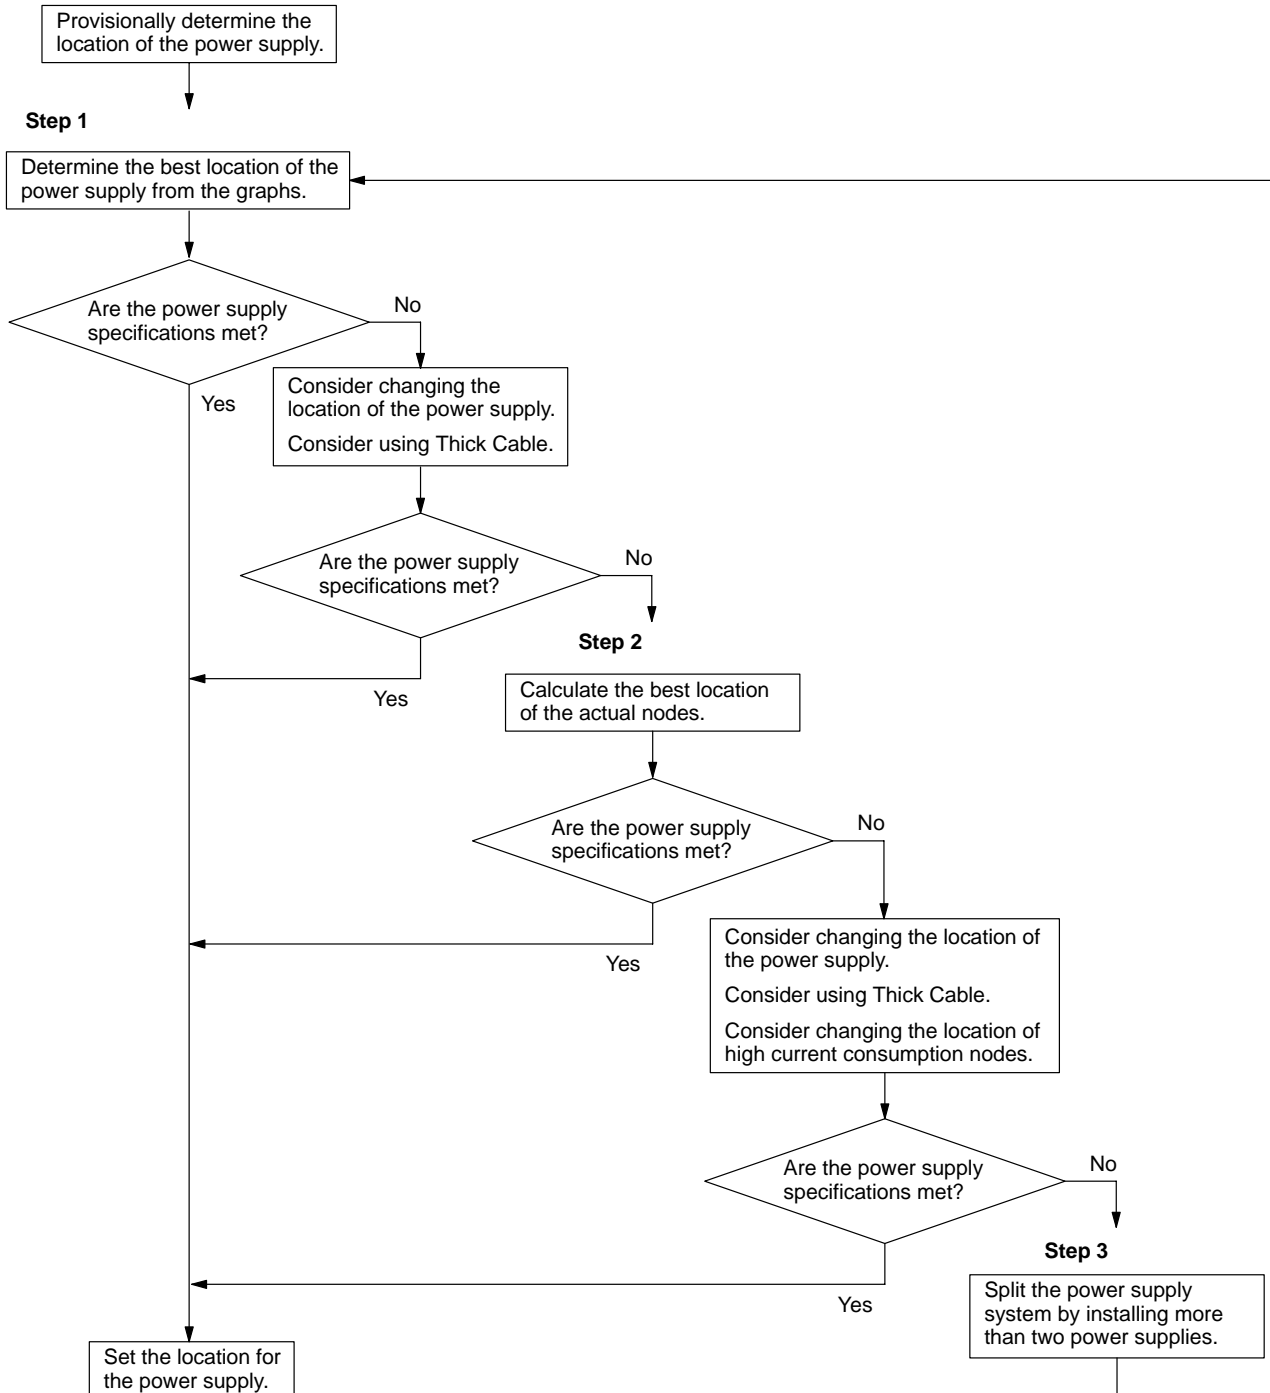 Provisionally determine the
location of the power supply.
Step 1
Determine the best location of the
power supply from the graphs.
Are the power supply
specifications met?
No
Yes
Consider changing the
location of the power supply.
Consider using Thick Cable.
Are the power supply
specifications met?
No
Yes
Step 2
Calculate the best location
of the actual nodes.
Are the power supply
specifications met?
No
Yes
Consider changing the location of
the power supply.
Consider using Thick Cable.
Consider changing the location of
high current consumption nodes.
Are the power supply
specifications met?
No
Yes
Step 3
Split the power supply
system by installing more
than two power supplies.
Set the location for
the power supply.